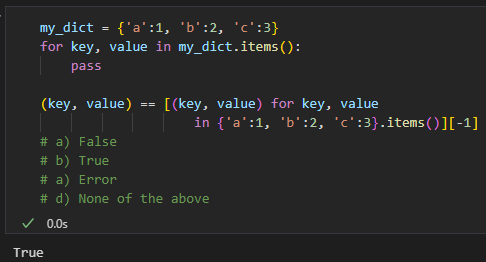 my_dict = {'a':1, 'b':2, 'c':3}
for key, value in my_dict.items():
    pass

(key, value) == [(key, value) for key, value
                    in {'a':1, 'b':2, 'c':3}.items()][-1]
# a) False
# b) True
# a) Error
# d) None of the above
0.0s
True